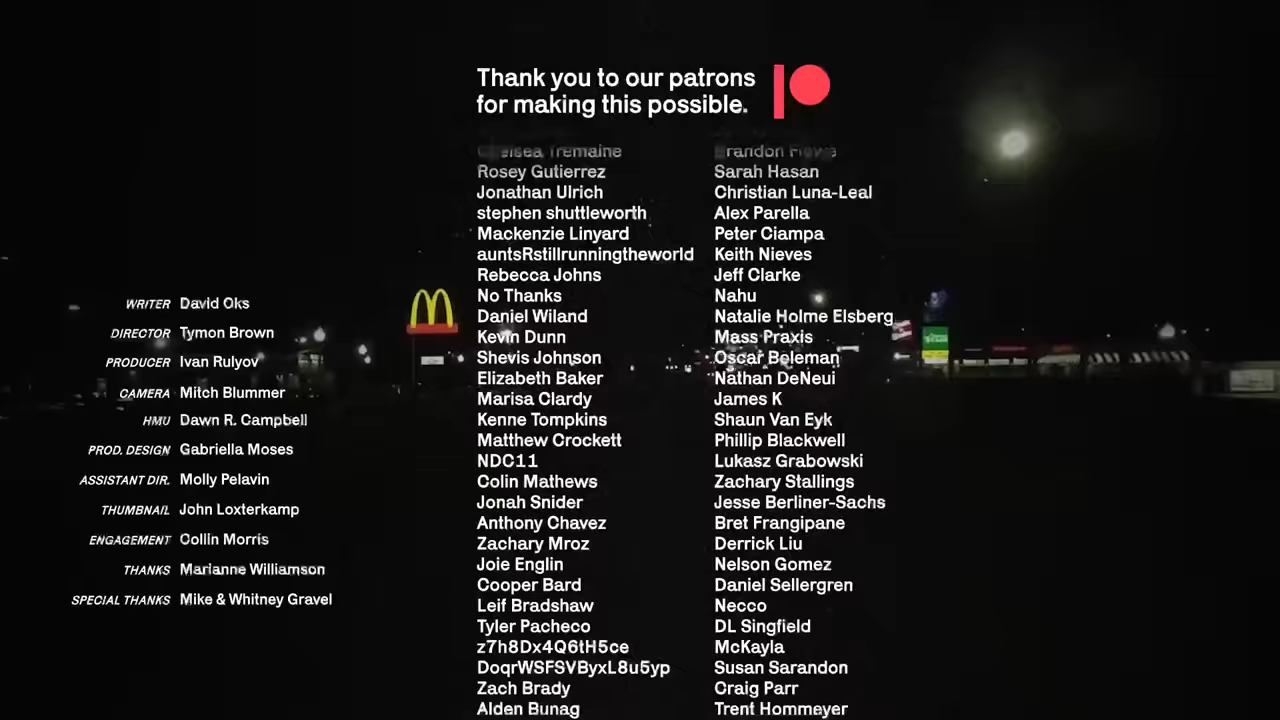 Thank you to our patrons
for making this possible.
WRITER David Oks
DIRECTOR Tymon Brown
PRODUCER Ivan Rulyov
CAMERA Mitch Blummer
HMU Dawn R. Campbell
PROD. DESIGN Gabriella Moses
ASSISTANT DIR. Molly Pelavin
THUMBNAIL John Loxterkamp
ENGAGEMENT Collin Morris
THANKS Marianne Williamson
SPECIAL THANKS Mike & Whitney Gravel
Chelsea Tremaine
Rosey Gutierrez
Jonathan Ulrich
stephen shuttleworth
Mackenzie Linyard
auntsRstillrunningtheworld
Rebecca Johns
No Thanks
Daniel Wiland
Kevin Dunn
Shevis Johnson
Elizabeth Baker
Marisa Clardy
Kenne Tompkins
Matthew Crockett
NDC11
Colin Mathews
Jonah Snider
Anthony Chavez
Zachary Mroz
Joie Englin
Cooper Bard
Leif Bradshaw
Tyler Pacheco
z7h8Dx4Q6tH5ce
DoqrWSFSVByxL8u5yp
Zach Brady
Alden Bunag
Brandon
Sarah Hasan
Christian Luna-Leal
Alex Parella
Peter Ciampa
Keith Nieves
Jeff Clarke
Nahu
Natalie Holme Elsberg
Mass Praxis
Oscar Beleman
Nathan DeNeui
James K
Shaun Van Eyk
Phillip Blackwell
Lukasz Grabowski
Zachary Stallings
Jesse Berliner-Sachs
Bret Frangipane
Derrick Liu
Nelson Gomez
Daniel Sellergren
Necco
DL Singfield
McKayla
Susan Sarandon
Craig Parr
Trent Hommeyer